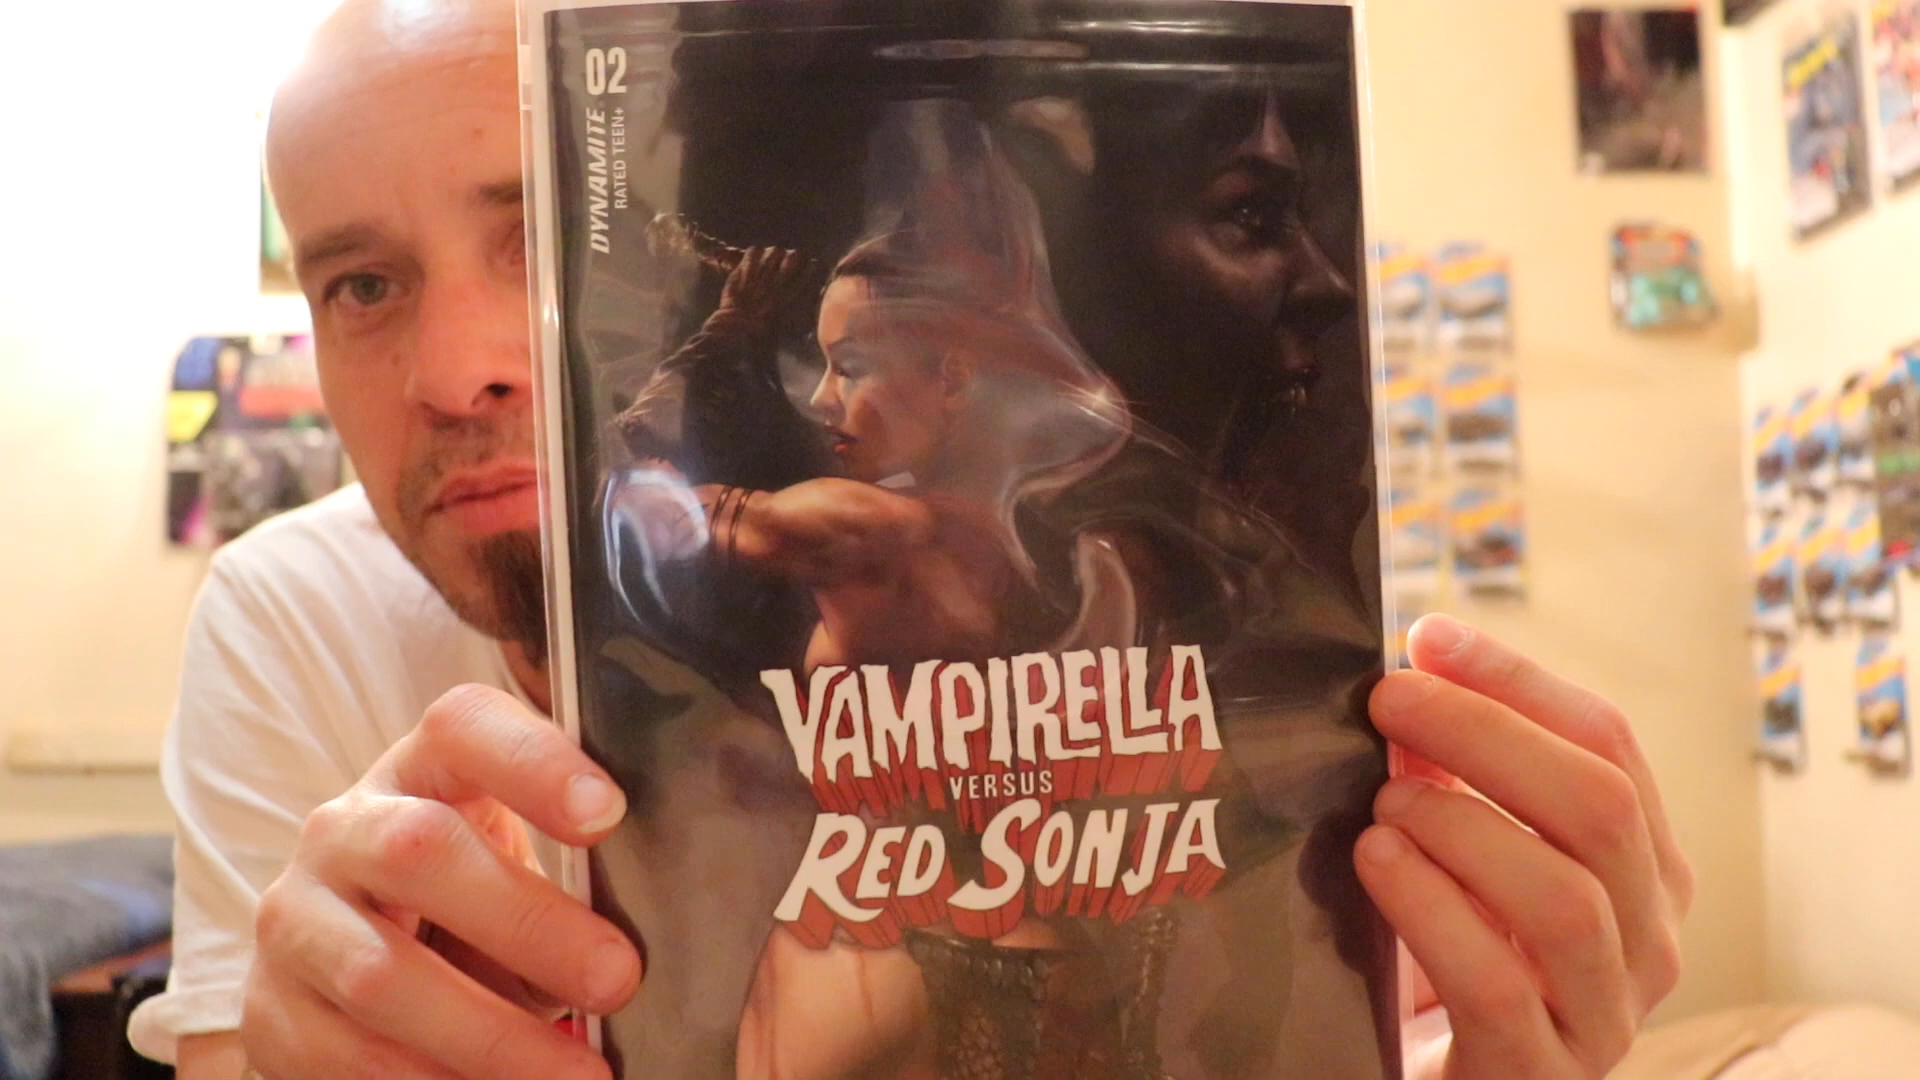 02
DYNAMITE
RATED TEEN+
VAMPIRELLA
VERSUS
RED SONJA